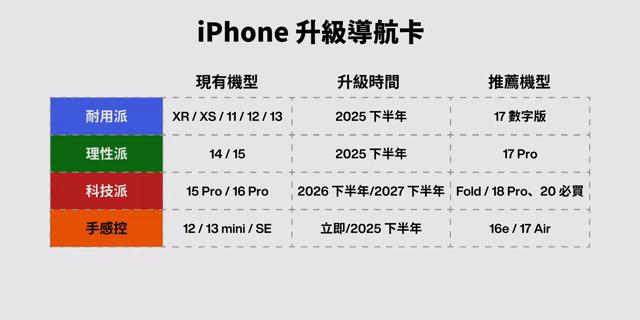 iPhone 升級導航卡
現有機型 升級時間 推薦機型
耐用派 XR / XS / 11 / 12 / 13 2025 下半年 17 數字版
理性派 14 / 15 2025 下半年 17 Pro
科技派 15 Pro / 16 Pro 2026 下半年/2027 下半年 Fold / 18 Pro、20 必買
手感控 12 / 13 mini / SE 立即/2025 下半年 16e / 17 Air